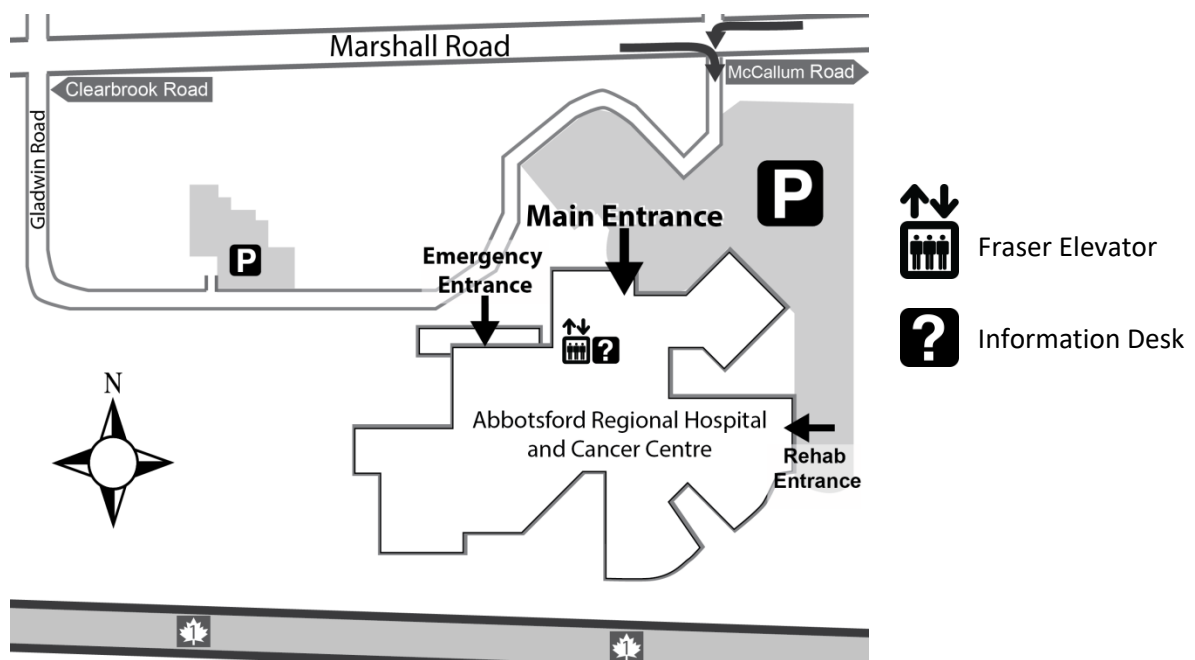 Marshall Road
Clearbrook Road
McCallum Road
Gladwin Road
P
Main Entrance
Emergency
Entrance
P
?
Fraser Elevator
? Information Desk
N
Abbotsford Regional Hospital
and Cancer Centre
Rehab
Entrance
1
1